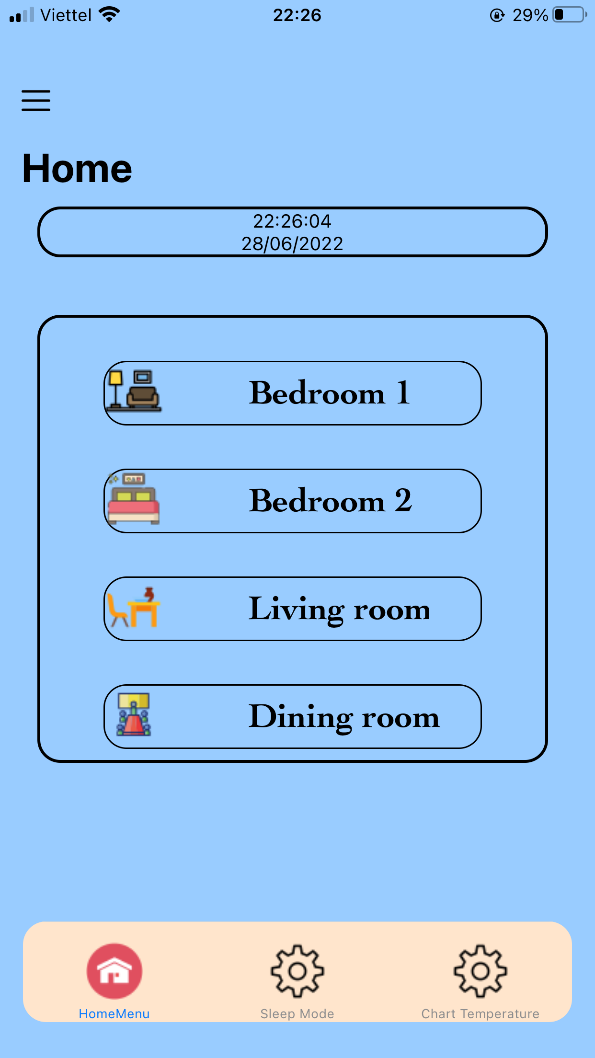 Viettel 22:26 29%
Home
22:26:04
28/06/2022
Bedroom 1
Bedroom 2
Living room
Dining room
HomeMenu Sleep Mode Chart Temperature